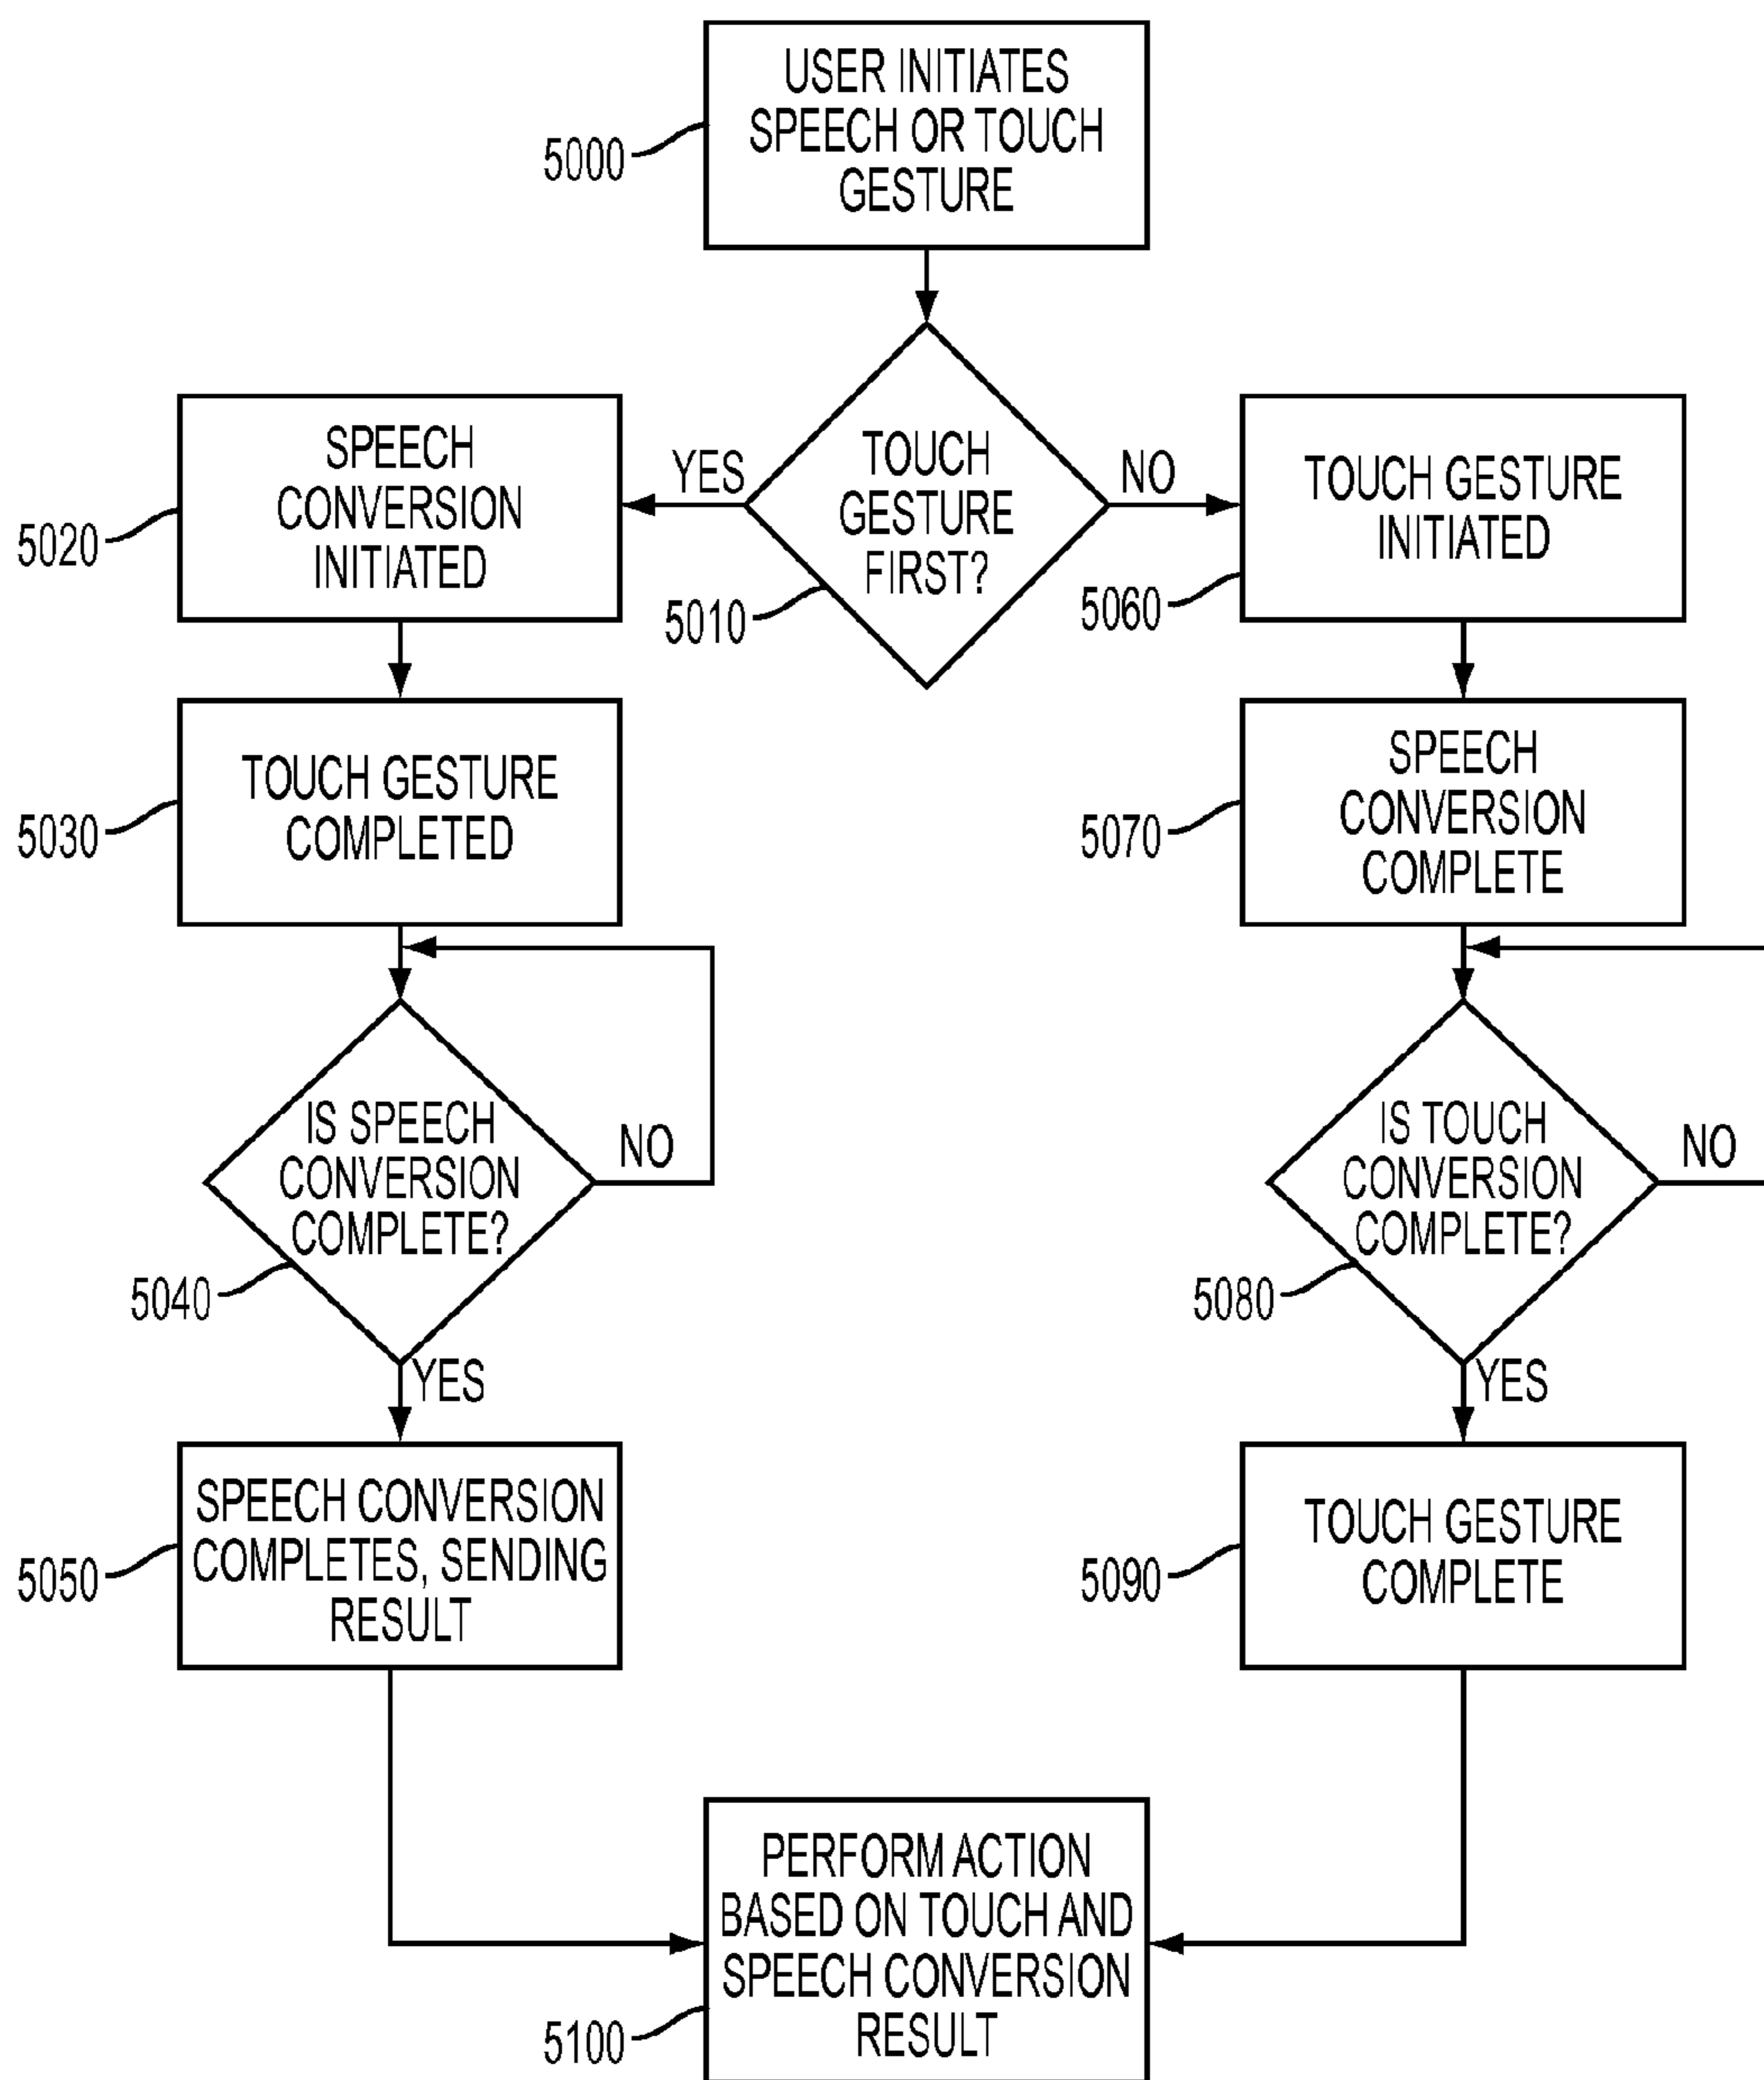 USER INITIATES
SPEECH OR TOUCH
GESTURE
5000
TOUCH
GESTURE
FIRST?
5010
YES
NO
SPEECH
CONVERSION
INITIATED
5020
TOUCH GESTURE
COMPLETED
5030
IS SPEECH
CONVERSION
COMPLETE?
5040
NO
YES
SPEECH CONVERSION
COMPLETES, SENDING
RESULT
5050
TOUCH GESTURE
INITIATED
5060
SPEECH
CONVERSION
COMPLETE
5070
IS TOUCH
CONVERSION
COMPLETE?
5080
NO
YES
TOUCH GESTURE
COMPLETE
5090
PERFORM ACTION
BASED ON TOUCH AND
SPEECH CONVERSION
RESULT
5100